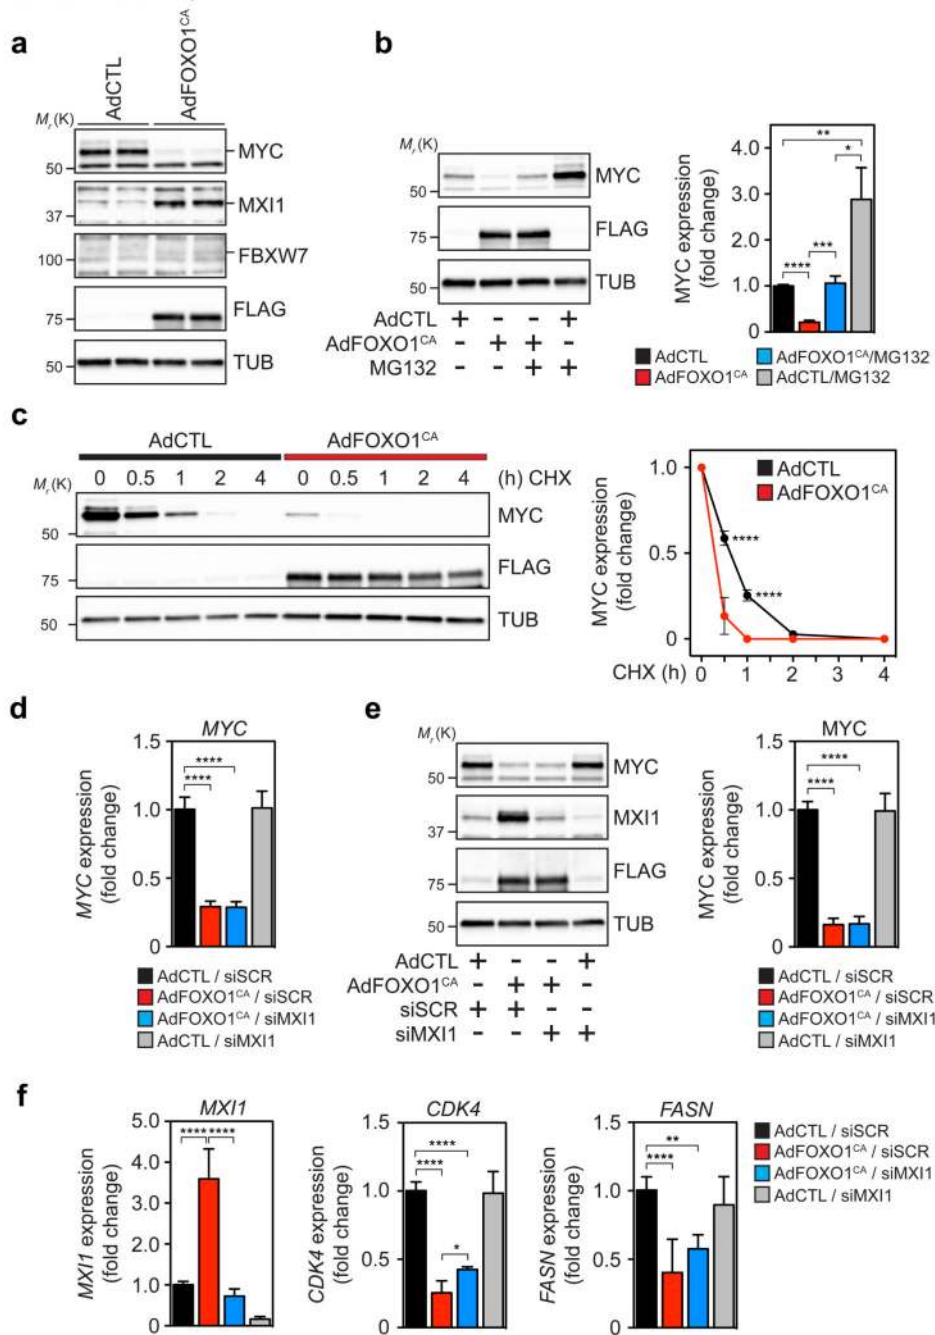 a
AdCTL
AdFOXO1CA
Mr (K)
MYC
50
MXI1
37
FBXW7
100
FLAG
75
TUB
50
b
Mr (K)
MYC
50
FLAG
75
TUB
50
AdCTL + - - +
AdFOXO1CA - + + -
MG132 - - + +
MYC expression
(fold change)
4.0
3.0
2.0
1.0
0
**
*
***
****
AdCTL
AdFOXO1CA
AdFOXO1CA/MG132
AdCTL/MG132
c
AdCTL AdFOXO1CA
0 0.5 1 2 4 0 0.5 1 2 4 (h) CHX
Mr (K)
MYC
50
FLAG
75
TUB
50
MYC expression
(fold change)
1.0
0.5
0
AdCTL
AdFOXO1CA
****
****
CHX (h) 0 1 2 3 4
d
MYC
MYC expression
(fold change)
1.5
1.0
0.5
0
****
****
AdCTL / siSCR
AdFOXO1CA / siSCR
AdFOXO1CA / siMXI1
AdCTL / siMXI1
e
Mr (K)
MYC
50
MXI1
37
FLAG
75
TUB
50
AdCTL + - - +
AdFOXO1CA - + + -
siSCR + + - -
siMXI1 - - + +
MYC
MYC expression
(fold change)
1.5
1.0
0.5
0
****
****
AdCTL / siSCR
AdFOXO1CA / siSCR
AdFOXO1CA / siMXI1
AdCTL / siMXI1
f
MXI1
MXI1 expression
(fold change)
5.0
4.0
3.0
2.0
1.0
0
**** ****
CDK4
CDK4 expression
(fold change)
1.5
1.0
0.5
0
****
****
*
FASN
FASN expression
(fold change)
1.5
1.0
0.5
0
**
****
AdCTL / siSCR
AdFOXO1CA / siSCR
AdFOXO1CA / siMXI1
AdCTL / siMXI1